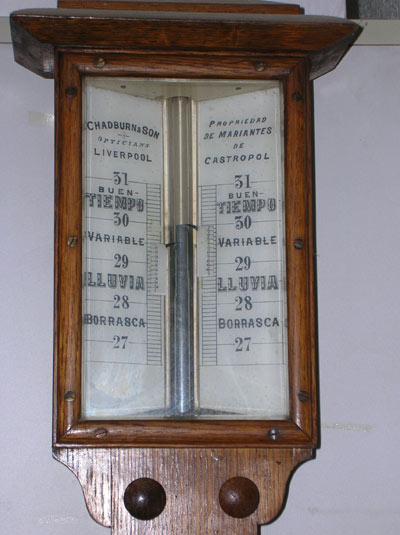 CHADBURN & SON
OPTICIANS
LIVERPOOL
31
BUEN-
TIEMPO
30
VARIABLE
29
LLUVIA
28
BORRASCA
27
PROPRIEDAD
DE MARIANTES
DE
CASTROPOL
31
BUEN-
TIEMPO
30
VARIABLE
29
LLUVIA
28
BORRASCA
27